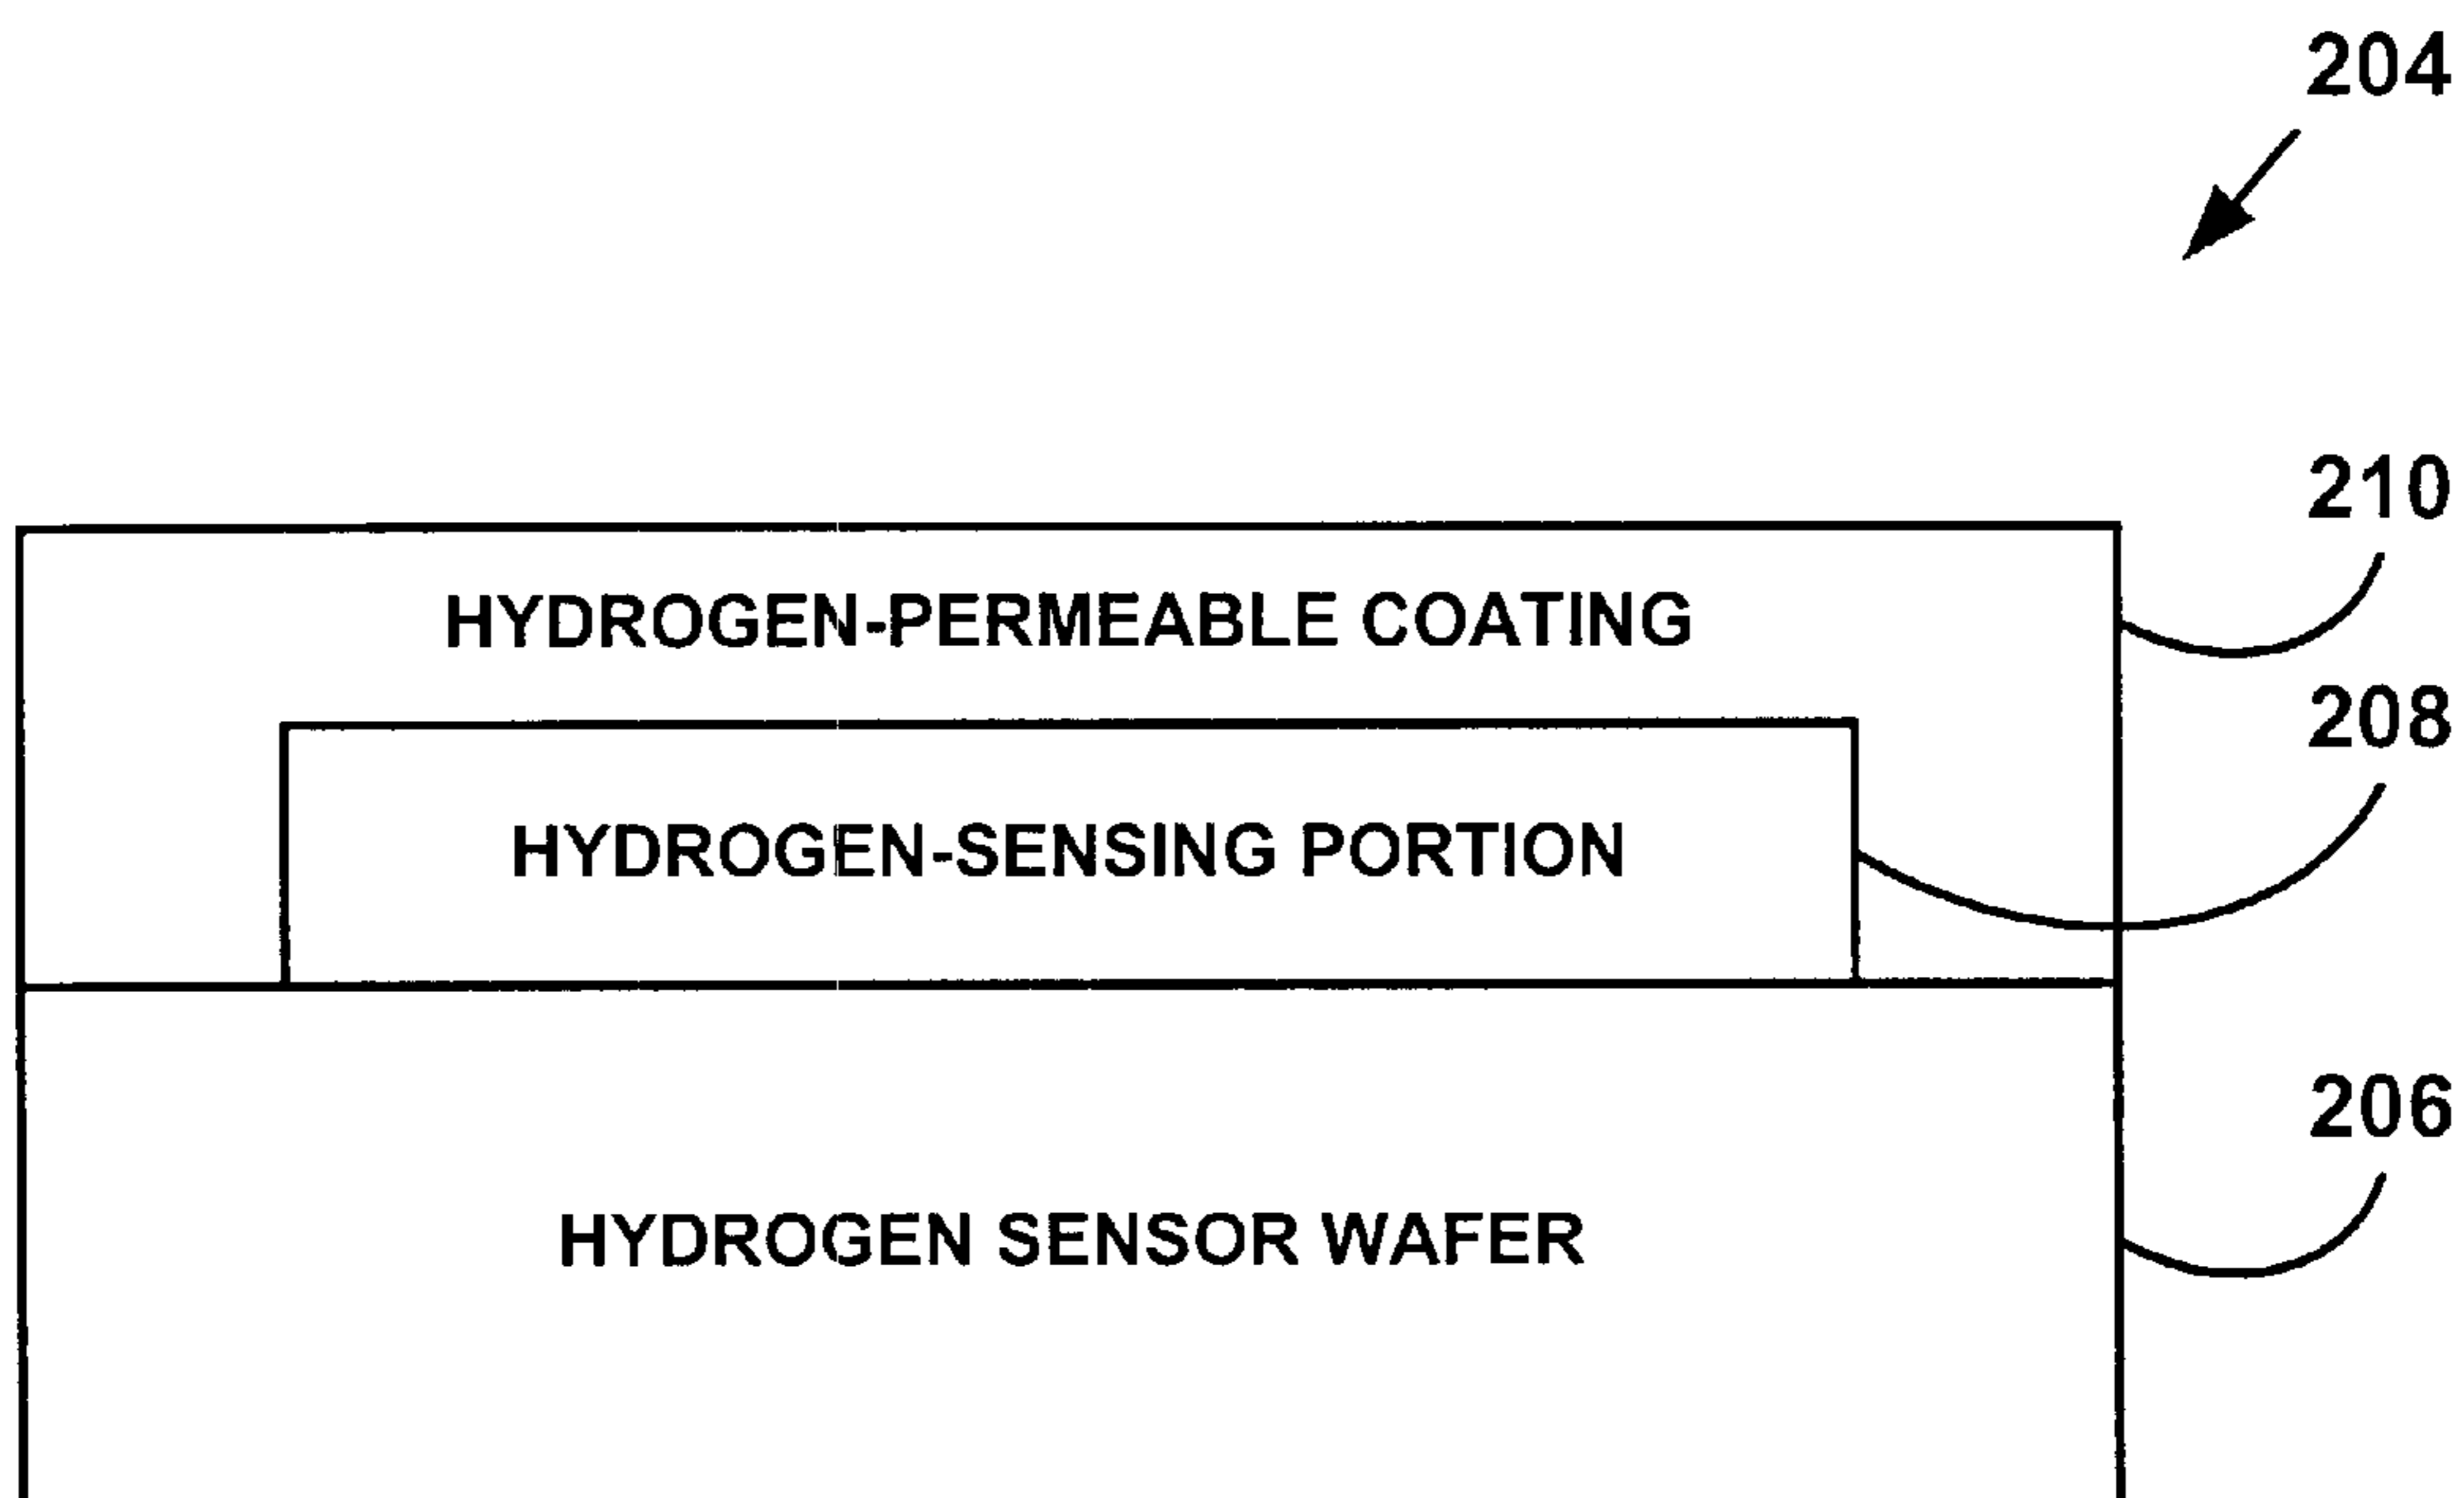 204
210
HYDROGEN-PERMEABLE COATING
208
HYDROGEN-SENSING PORTION
206
HYDROGEN SENSOR WAFER